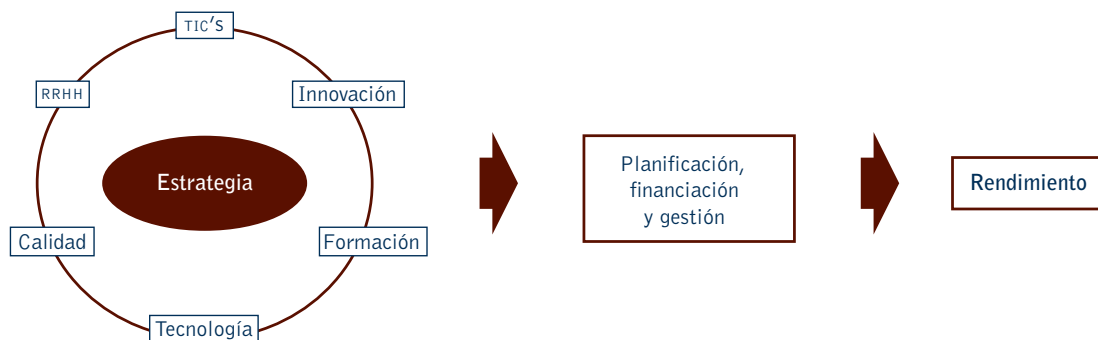 TIC'S
RRHH
Innovación
Estrategia
Calidad
Formación
Tecnología
Planificación,
financiación
y gestión
Rendimiento